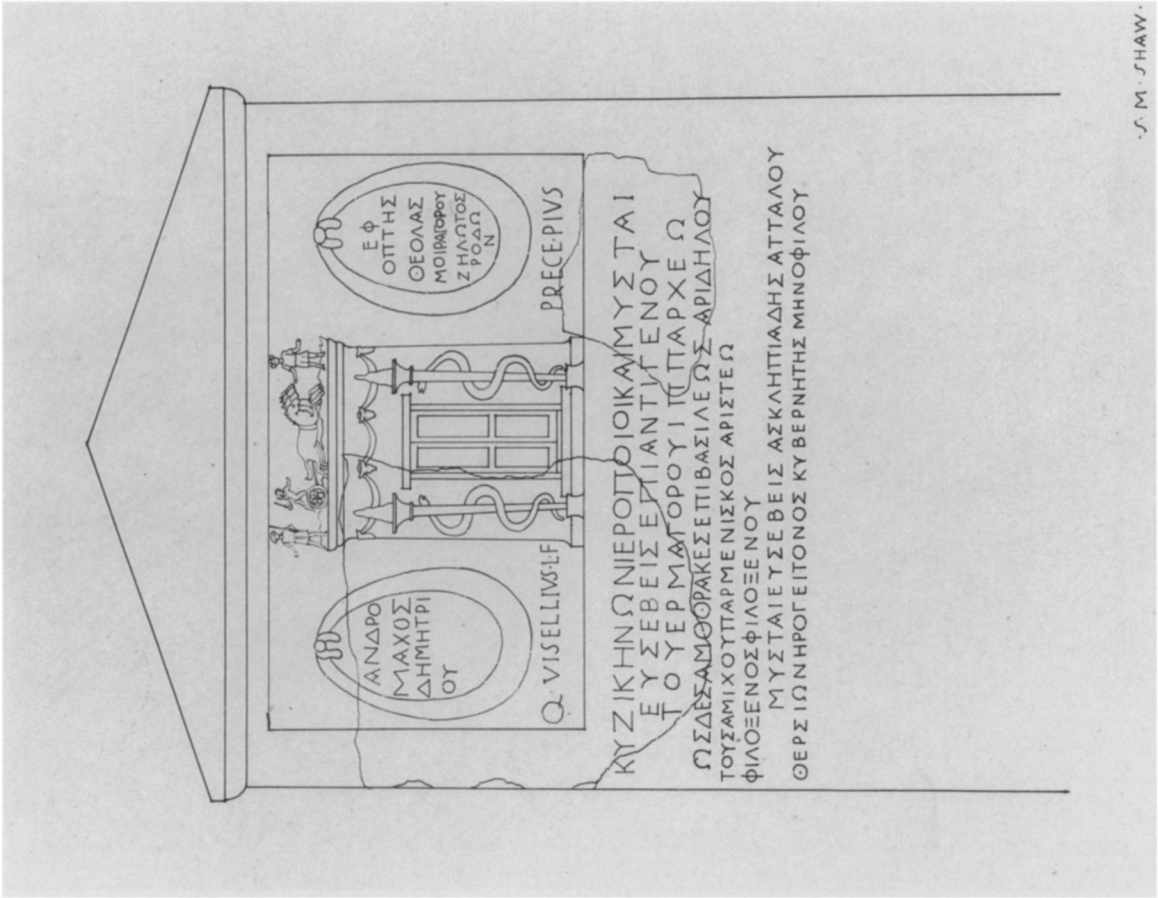 ΑΝΔΡΟ
ΜΑΧΟΣ
ΔΗΜΗΤΡΙ
ΟΥ
ΕΦ
ΟΠΤΗΣ
ΘΕΟΛΑΣ
ΜΟΙΡΑΓΟΡΟΥ
ΖΗΛΩΤΟΣ
ΡΟΔΩ
Ν
Q VISELLIVS·L·F
PRECE·PIVS
ΚΥΖΙΚΗΝΩΝΙΕΡΟΠΟΙΟΙΚΑΙΜΥΣΤΑΙ
ΕΥΣΕΒΕΙΣΕΠΙΑΝΤΙΓΕΝΟΥ
ΤΟΥΕΡΜΑΓΟΡΟΥΙΠΠΑΡΧΕΩ
ΩΣΔΕΣΑΜΟΘΡΑΚΕΣΕΠΙΒΑΣΙΛΕΩΣΑΡΙΔΗΛΟΥ
ΤΟΥΣΑΜΙΧΟΥΠΑΡΜΕΝΙΣΚΟΣΑΡΙΣΤΕΩ
ΦΙΛΟΞΕΝΟΣΦΙΛΟΞΕΝΟΥ
ΜΥΣΤΑΙΕΥΣΕΒΕΙΣΑΣΚΛΗΠΙΑΔΗΣΑΤΤΑΛΟΥ
ΘΕΡΣΙΩΝΗΡΟΓΕΙΤΟΝΟΣΚΥΒΕΡΝΗΤΗΣΜΗΝΟΦΙΛΟΥ
·S·M·SHAW·